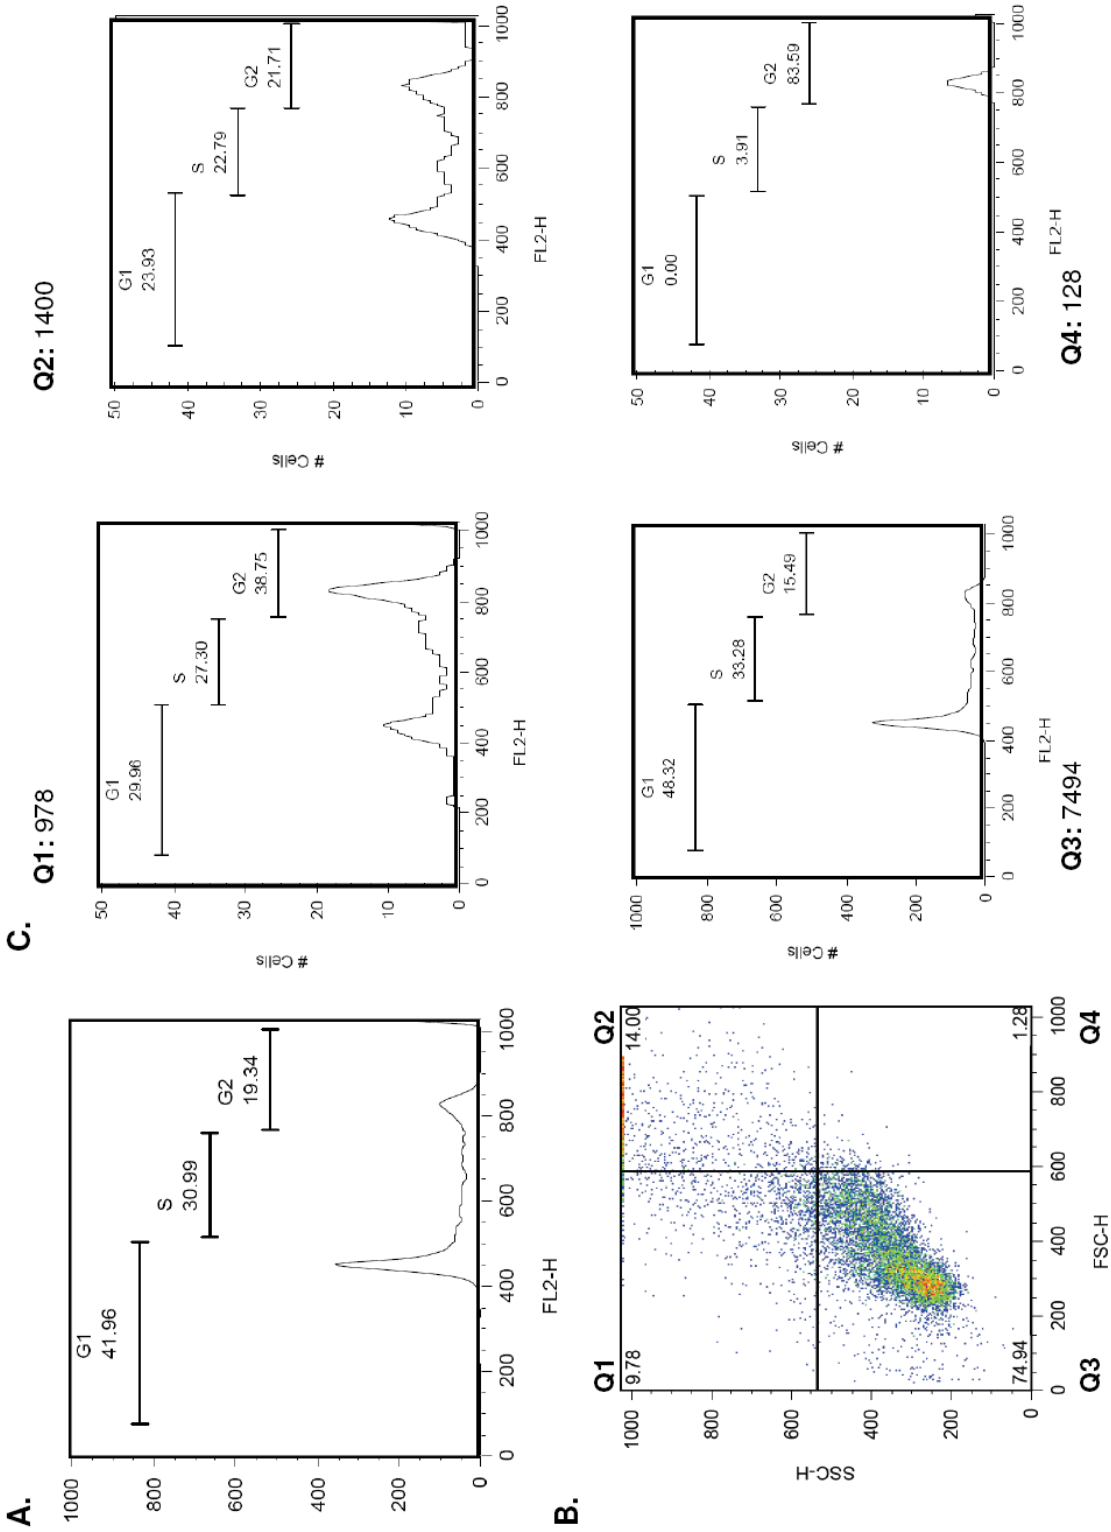 A.
G1
41.96
S
30.99
G2
19.34
1000
800
600
400
200
0
0
200
400
600
800
1000
FL2-H
B.
Q1
Q2
9.78
14.00
74.94
1.28
Q3
Q4
SSC-H
1000
800
600
400
200
0
0
200
400
600
800
1000
FSC-H
C.
Q1: 978
G1
29.96
S
27.30
G2
38.75
# Cells
50
40
30
20
10
0
0
200
400
600
800
1000
FL2-H
Q2: 1400
G1
23.93
S
22.79
G2
21.71
# Cells
50
40
30
20
10
0
0
200
400
600
800
1000
FL2-H
G1
48.32
S
33.28
G2
15.49
# Cells
1000
800
600
400
200
0
0
200
400
600
800
1000
FL2-H
Q3: 7494
G1
0.00
S
3.91
G2
83.59
# Cells
50
40
30
20
10
0
0
200
400
600
800
1000
FL2-H
Q4: 128